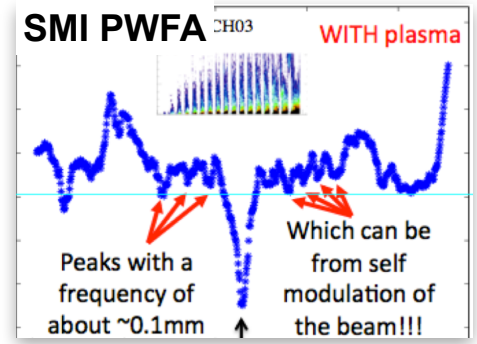 SMI PWFA
CH03
WITH plasma
Peaks with a
frequency of
about ~0.1mm
Which can be
from self
modulation of
the beam!!!